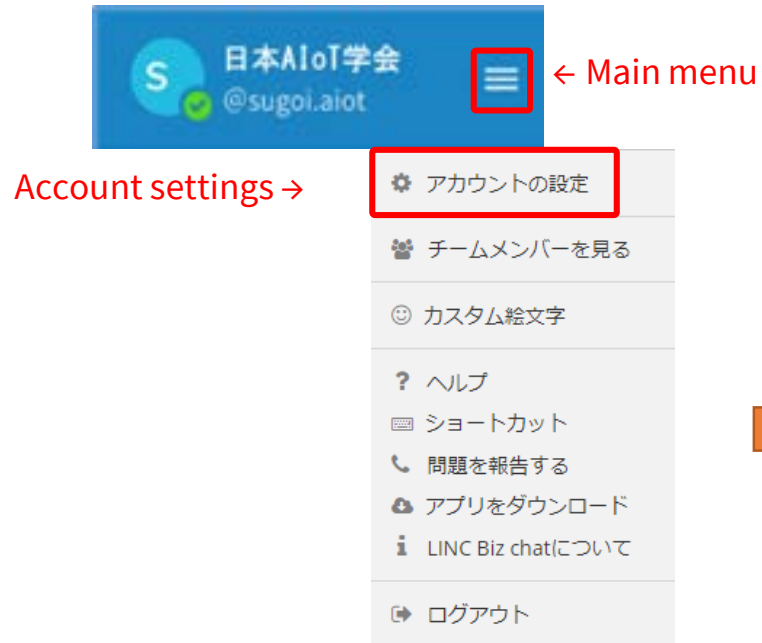 S
日本AIoT学会
@sugoi.aiot
← Main menu
Account settings →
アカウントの設定
チームメンバーを見る
カスタム絵文字
? ヘルプ
ショートカット
問題を報告する
アプリをダウンロード
i LINC Biz chatについて
ログアウト